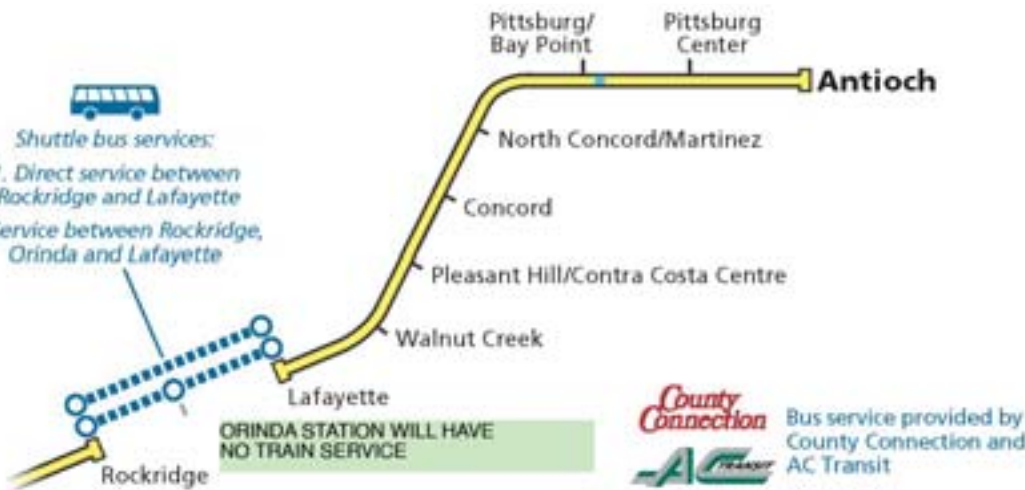 Pittsburg/
Bay Point
Pittsburg
Center
Antioch
Shuttle bus services:
. Direct service between
Rockridge and Lafayette
ervice between Rockridge,
Orinda and Lafayette
North Concord/Martinez
Concord
Pleasant Hill/Contra Costa Centre
Walnut Creek
Lafayette
ORINDA STATION WILL HAVE
NO TRAIN SERVICE
Rockridge
County
Connection
AC TRANSIT
Bus service provided by
County Connection and
AC Transit